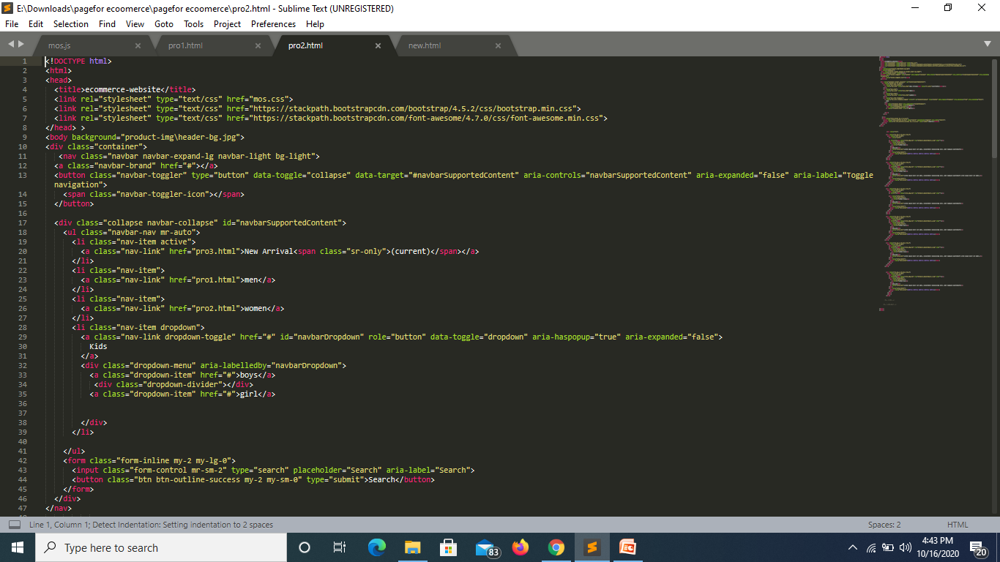 E:\Downloads\pagefor ecoomerce\pagefor ecoomerce\pro2.html - Sublime Text (UNREGISTERED)
File Edit Selection Find View Goto Tools Project Preferences Help
mos.js pro1.html pro2.html new.html
1 <!DOCTYPE html>
2 <html>
3 <head>
4 <title>ecommerce-website</title>
5 <link rel="stylesheet" type="text/css" href="mos.css">
6 <link rel="stylesheet" type="text/css" href="https://stackpath.bootstrapcdn.com/bootstrap/4.5.2/css/bootstrap.min.css">
7 <link rel="stylesheet" type="text/css" href="https://stackpath.bootstrapcdn.com/font-awesome/4.7.0/css/font-awesome.min.css">
8 </head> >
9 <body background="product-img\header-bg.jpg">
10 <div class="container">
11 <nav class="navbar navbar-expand-lg navbar-light bg-light">
12 <a class="navbar-brand" href="#"></a>
13 <button class="navbar-toggler" type="button" data-toggle="collapse" data-target="#navbarSupportedContent" aria-controls="navbarSupportedContent" aria-expanded="false" aria-label="Toggle
navigation">
14 <span class="navbar-toggler-icon"></span>
15 </button>
16
17 <div class="collapse navbar-collapse" id="navbarSupportedContent">
18 <ul class="navbar-nav mr-auto">
19 <li class="nav-item active">
20 <a class="nav-link" href="pro3.html">New Arrival<span class="sr-only">(current)</span></a>
21 </li>
22 <li class="nav-item">
23 <a class="nav-link" href="pro1.html">men</a>
24 </li>
25 <li class="nav-item">
26 <a class="nav-link" href="pro2.html">women</a>
27 </li>
28 <li class="nav-item dropdown">
29 <a class="nav-link dropdown-toggle" href="#" id="navbarDropdown" role="button" data-toggle="dropdown" aria-haspopup="true" aria-expanded="false">
30 Kids
31 </a>
32 <div class="dropdown-menu" aria-labelledby="navbarDropdown">
33 <a class="dropdown-item" href="#">boys</a>
34 <div class="dropdown-divider"></div>
35 <a class="dropdown-item" href="#">girl</a>
36
37
38 </div>
39 </li>
40
41 </ul>
42 <form class="form-inline my-2 my-lg-0">
43 <input class="form-control mr-sm-2" type="search" placeholder="Search" aria-label="Search">
44 <button class="btn btn-outline-success my-2 my-sm-0" type="submit">Search</button>
45 </form>
46 </div>
47 </nav>
Line 1, Column 1; Detect Indentation: Setting indentation to 2 spaces Spaces: 2 HTML
Type here to search 83 4:43 PM
10/16/2020 20